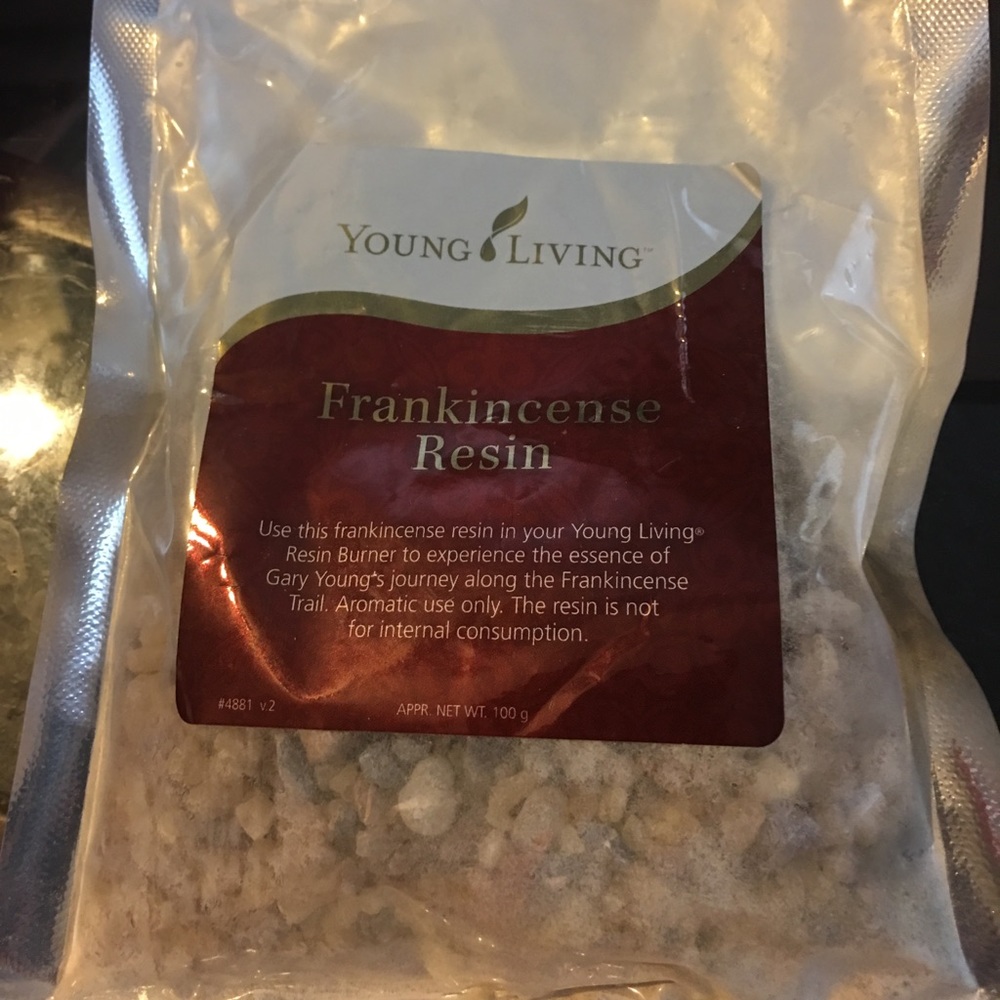 YOUNG LIVING™
Frankincense
Resin
Use this frankincense resin in your Young Living®
Resin Burner to experience the essence of
Gary Young's journey along the Frankincense
Trail. Aromatic use only. The resin is not
for internal consumption.
#4881 v.2
APPR. NET WT. 100 g